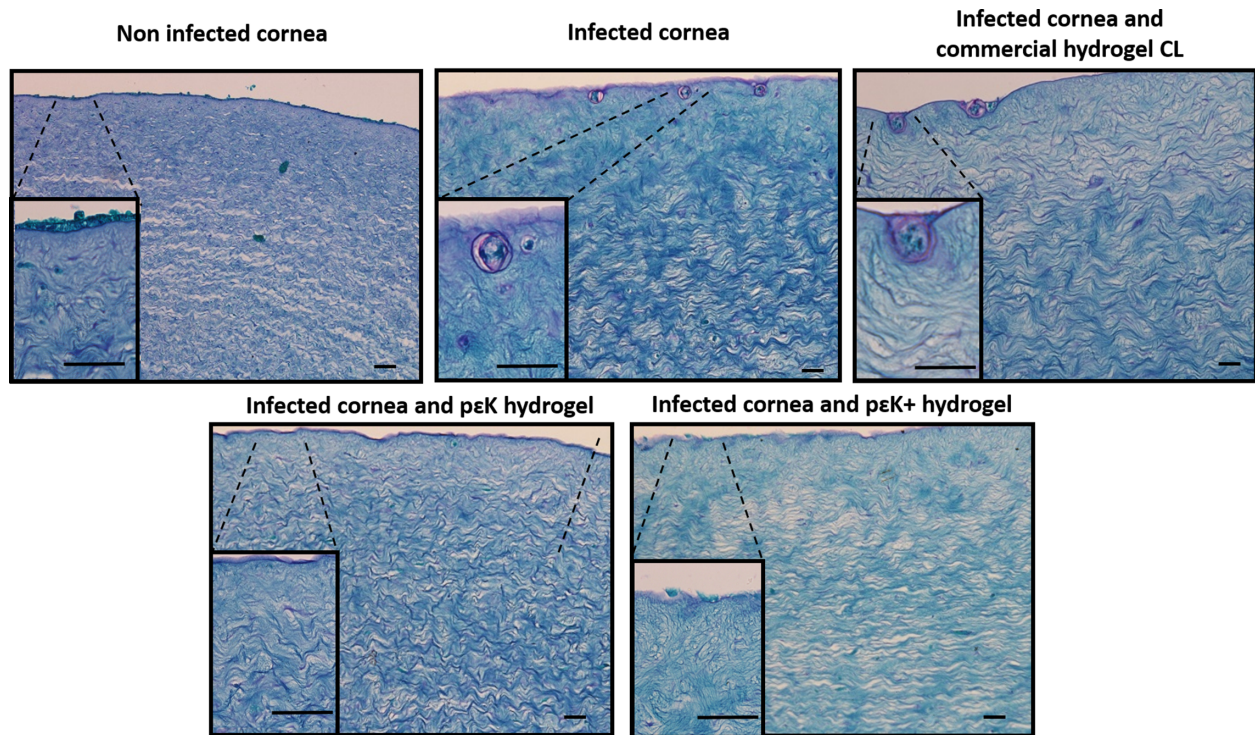 Non infected cornea
Infected cornea
Infected cornea and
commercial hydrogel CL
Infected cornea and pεK hydrogel
Infected cornea and pεK+ hydrogel